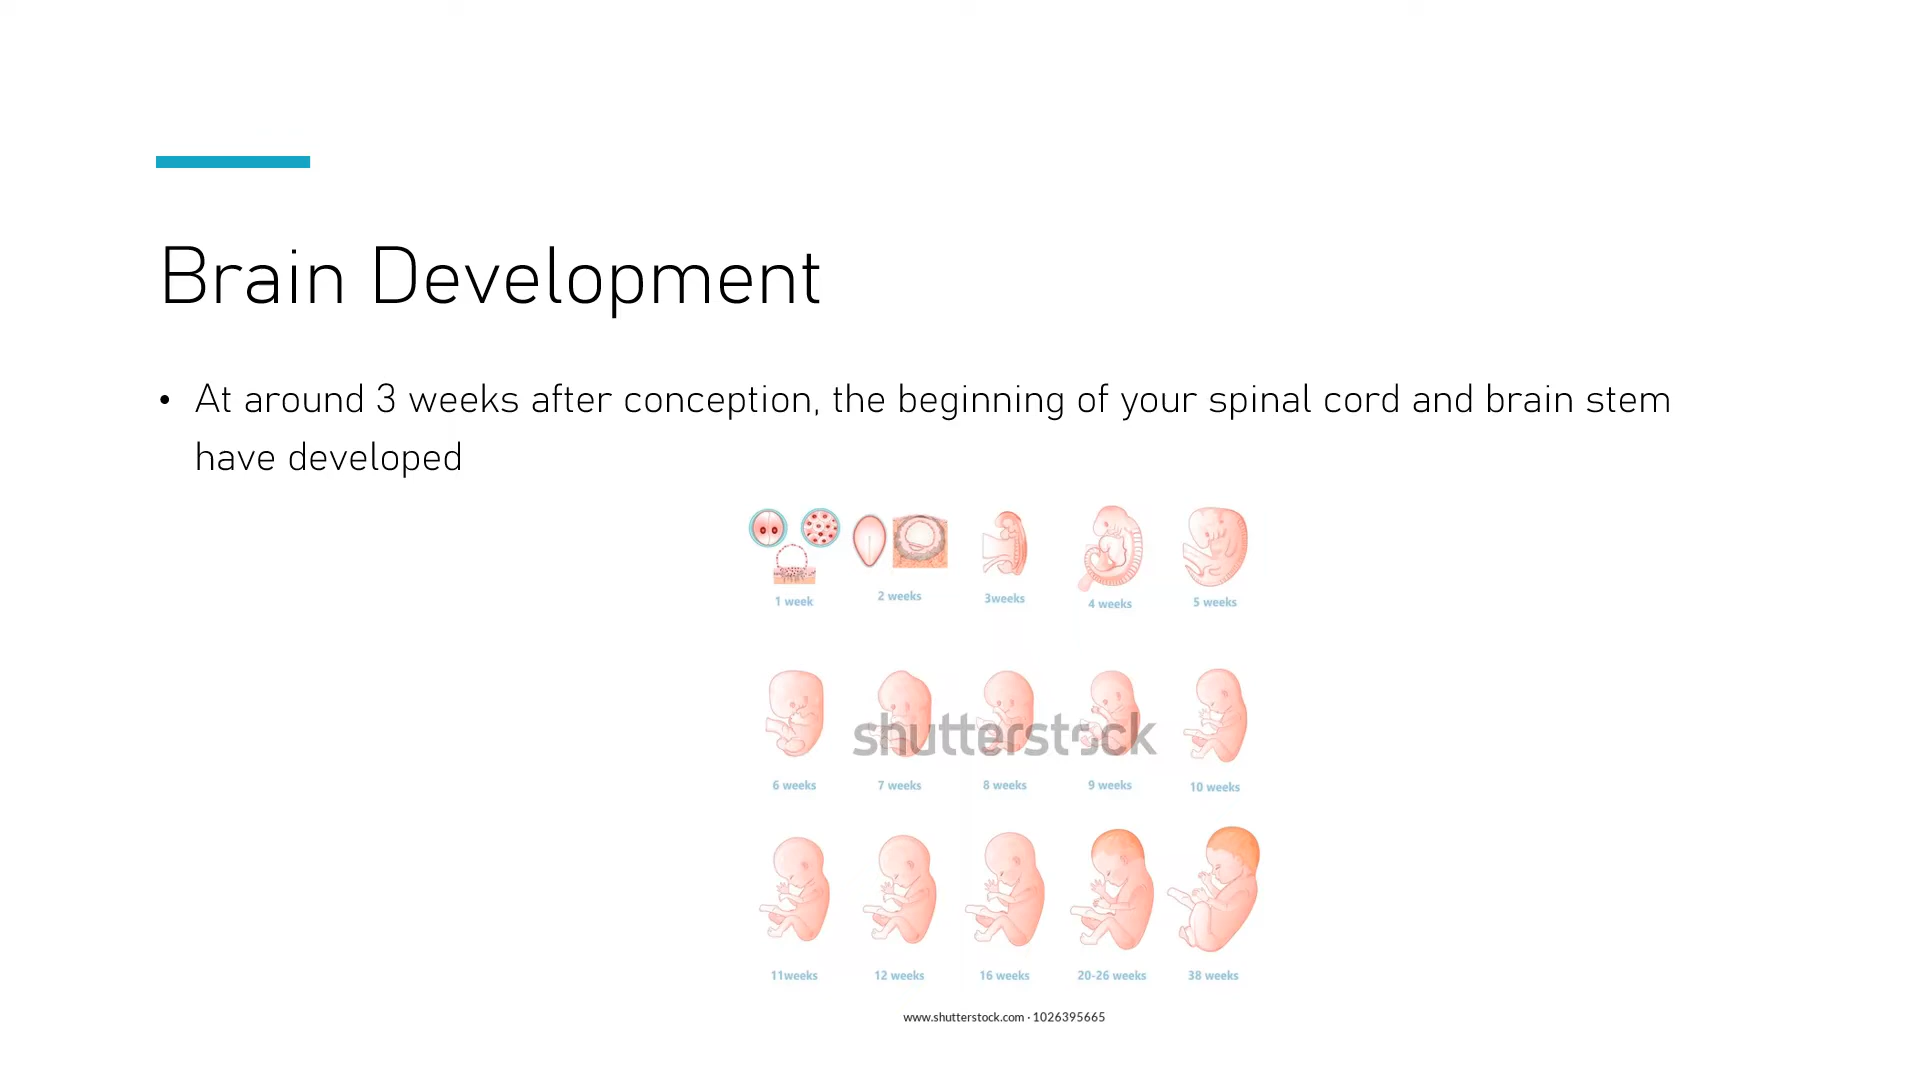 Brain Development
• At around 3 weeks after conception, the beginning of your spinal cord and brain stem
have developed
1 week
2 weeks
3weeks
4 weeks
5 weeks
shutterstock
6 weeks
7 weeks
8 weeks
9 weeks
10 weeks
11weeks
12 weeks
16 weeks
20-26 weeks
38 weeks
www.shutterstock.com · 1026395665